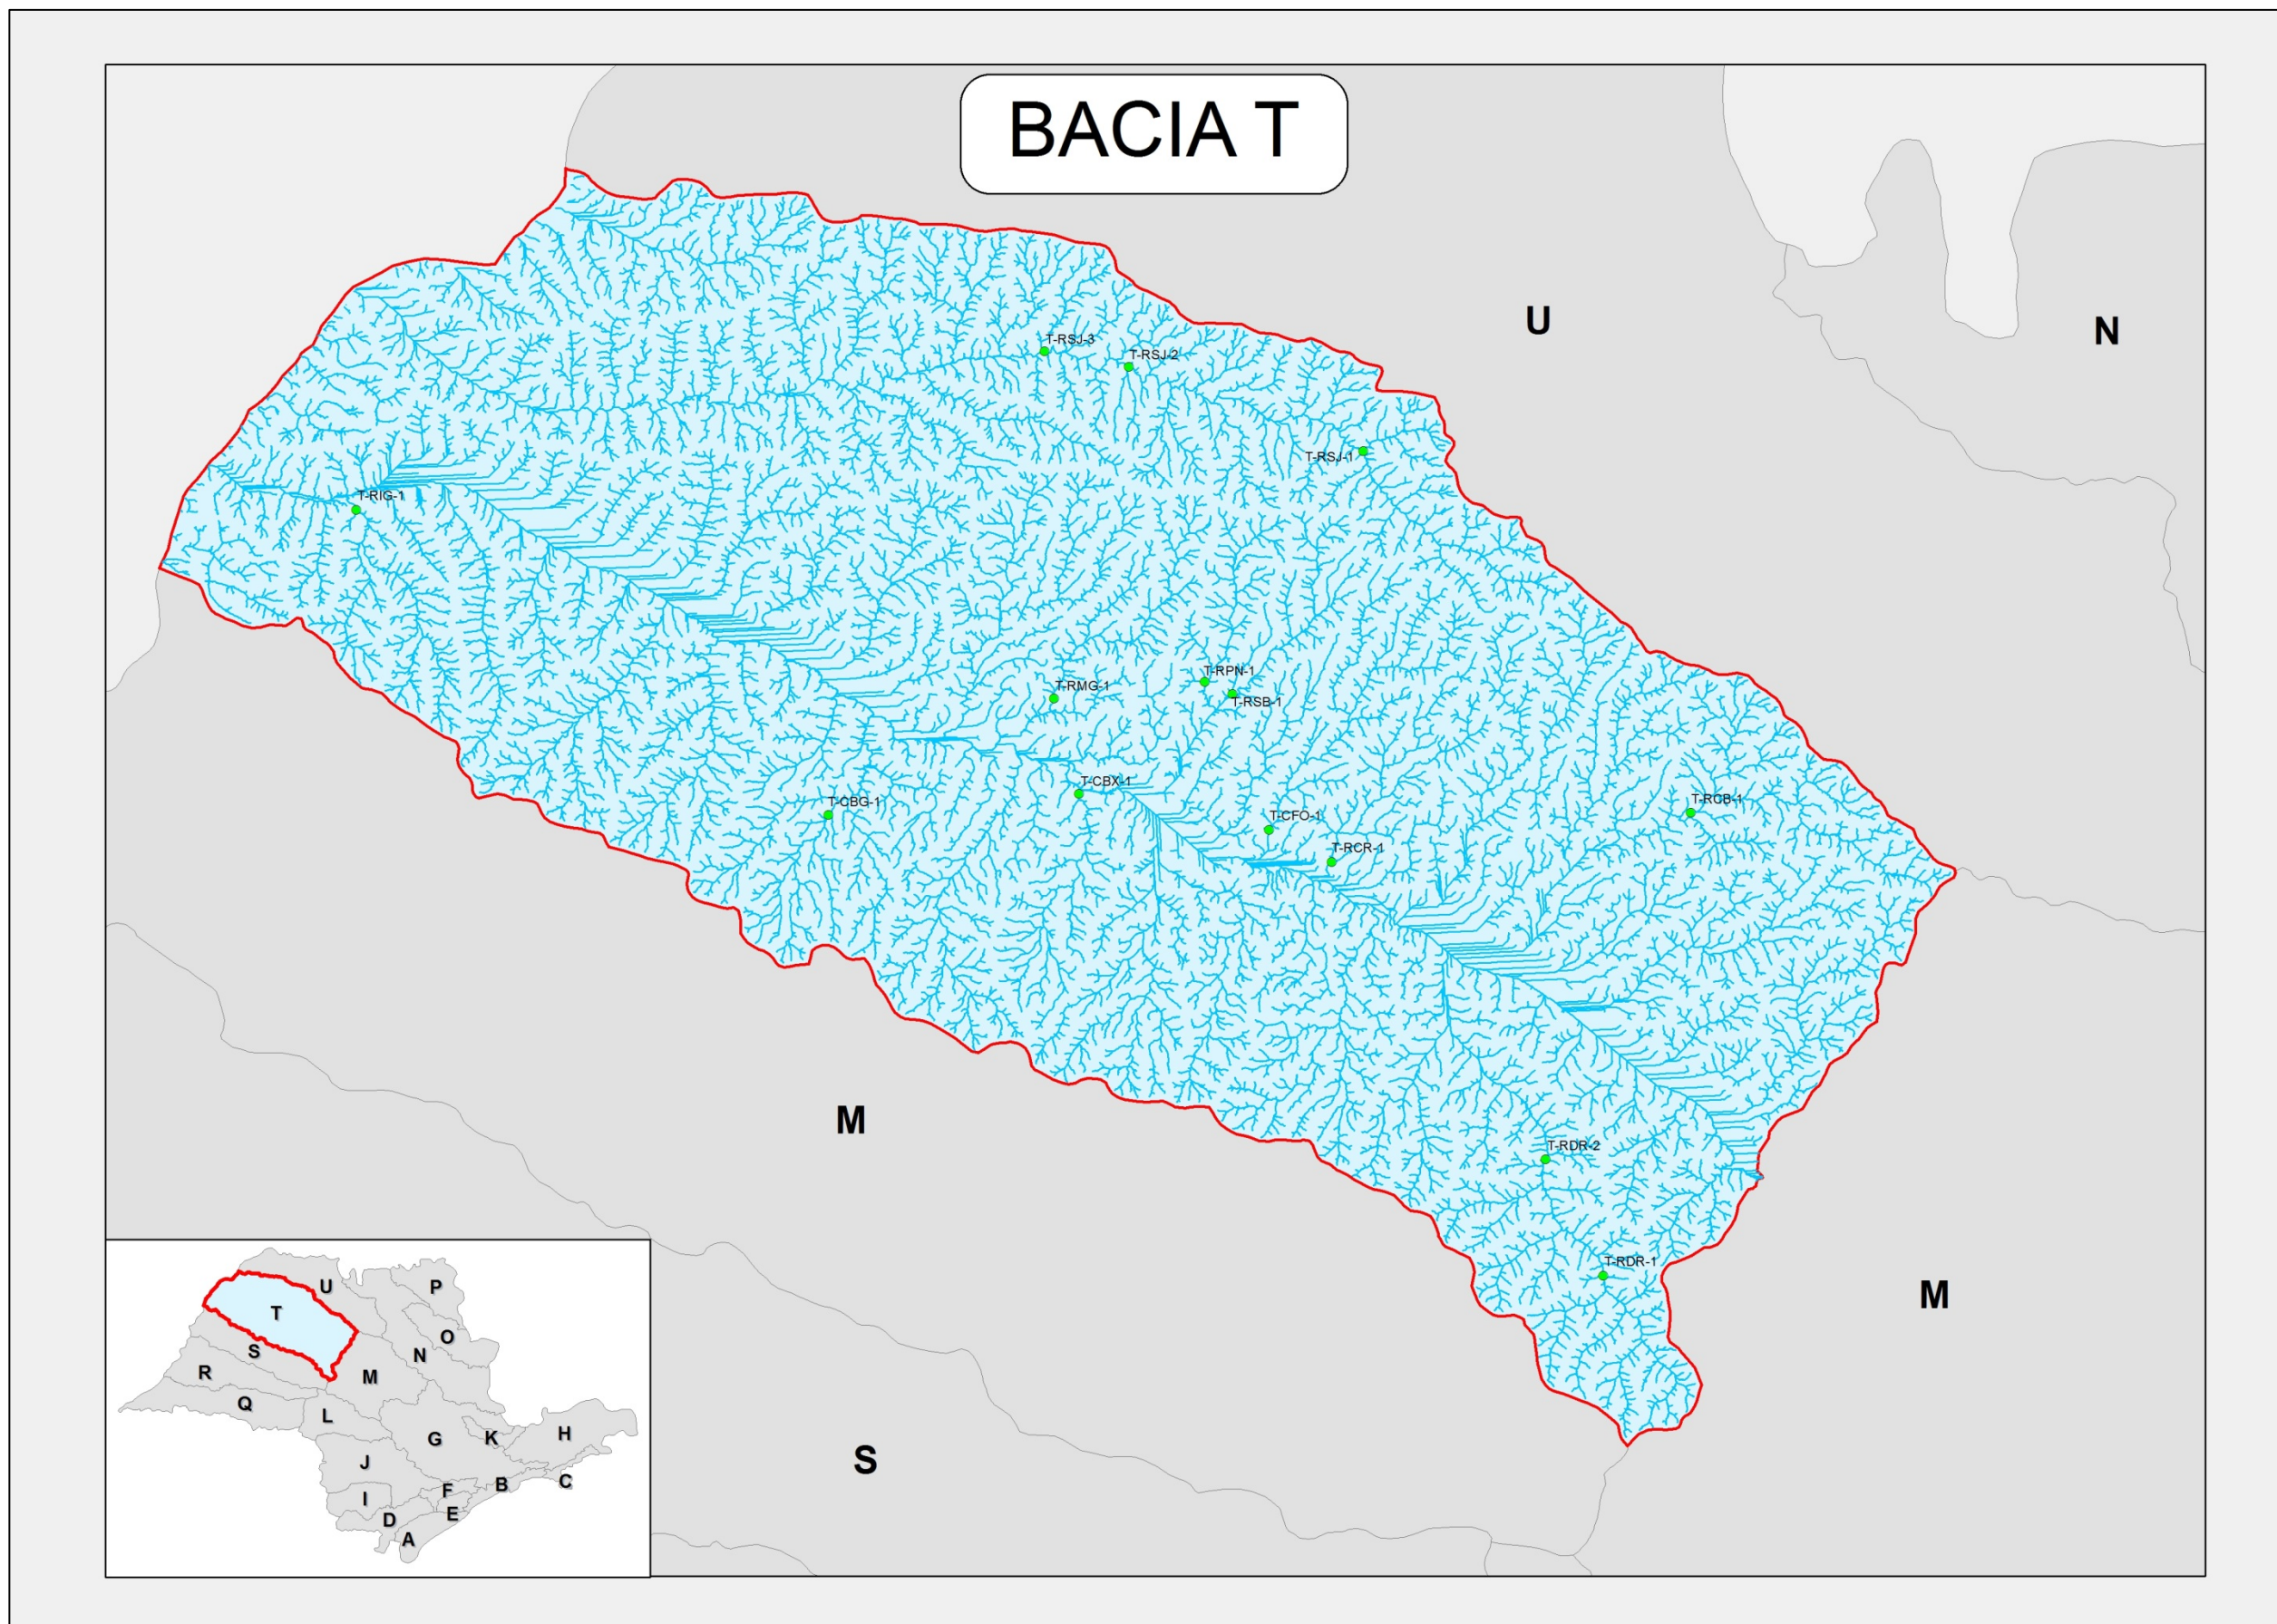 BACIA T
U
N
T-RSJ-3
T-RSJ-2
T-RSJ-1
T-RIG-1
T-RPN-1
T-RMG-1
T-RSB-1
T-CBX-1
T-CBG-1
T-RCB-1
T-CFO-1
T-RCR-1
M
T-RDR-2
T-RDR-1
M
S
U
P
T
O
S
N
R
M
Q
L
H
G
K
J
C
B
F
I
E
D
A